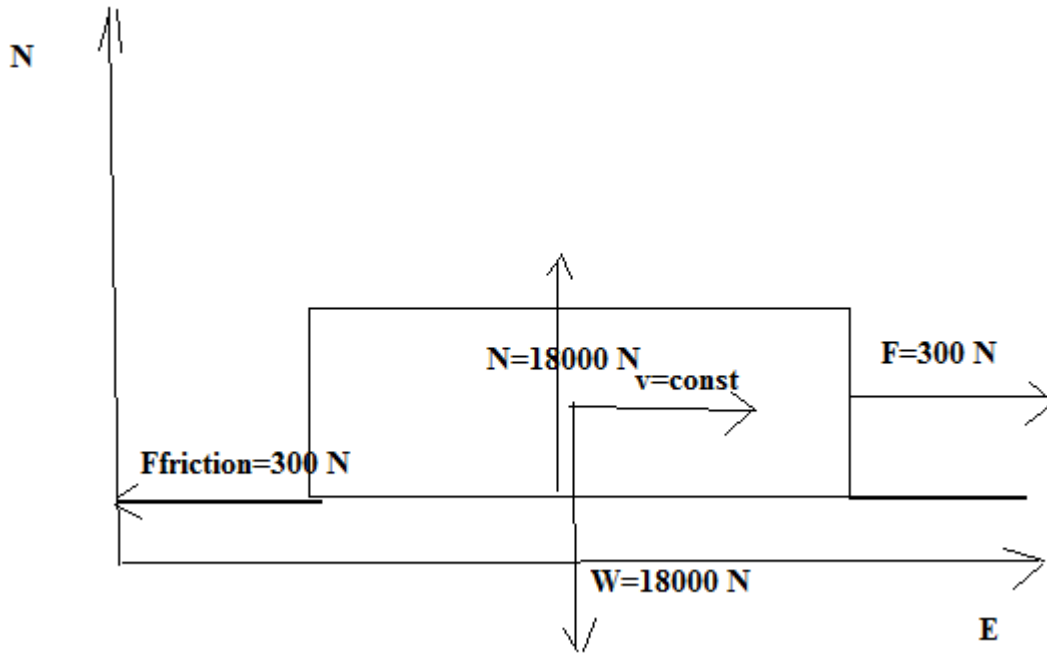 N
N=18000 N
F=300 N
v=const
Ffriction=300 N
W=18000 N
E